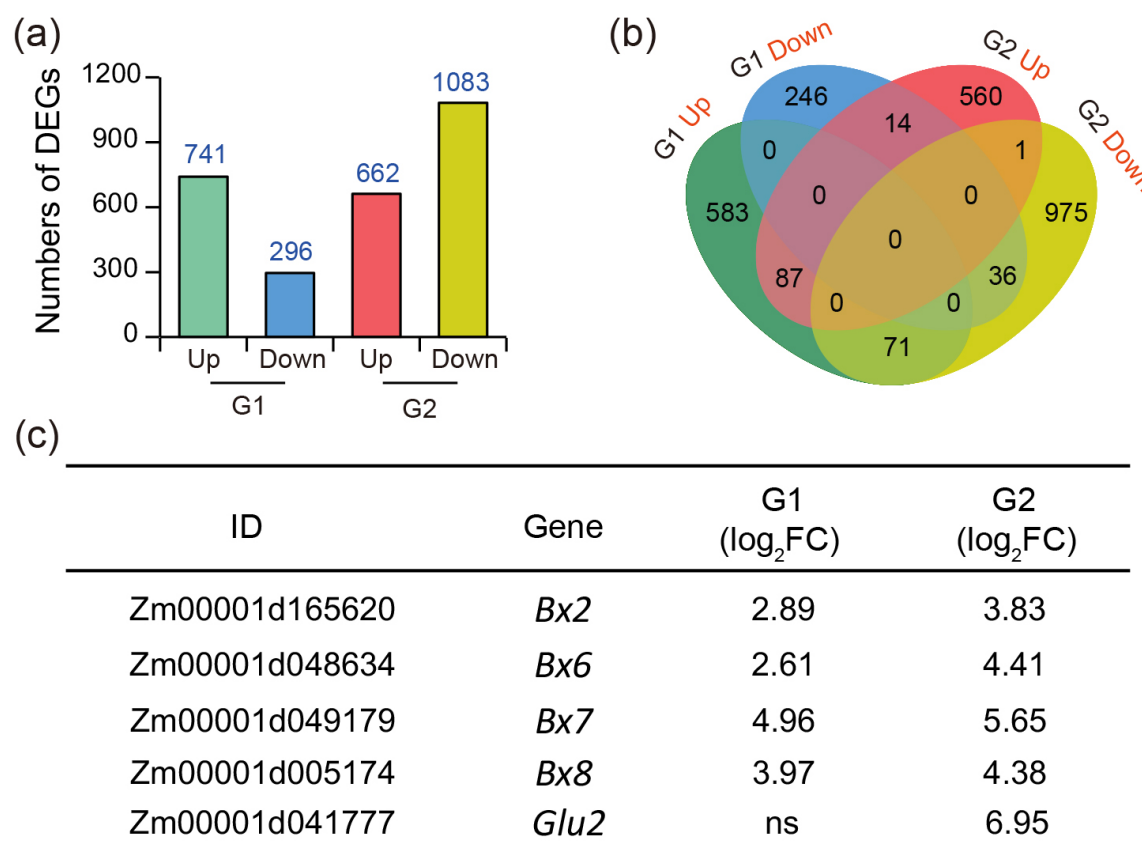 (a)
Numbers of DEGs
1200
900
600
300
0
741
296
662
1083
Up Down Up Down
G1 G2
(b)
G1 Up
G1 Down
G2 Up
G2 Down
246 560
14
0 1
583 0 0 975
0
87 36
0 0
71
(c)
ID Gene G1 (log₂FC) G2 (log₂FC)
Zm00001d165620 Bx2 2.89 3.83
Zm00001d048634 Bx6 2.61 4.41
Zm00001d049179 Bx7 4.96 5.65
Zm00001d005174 Bx8 3.97 4.38
Zm00001d041777 Glu2 ns 6.95